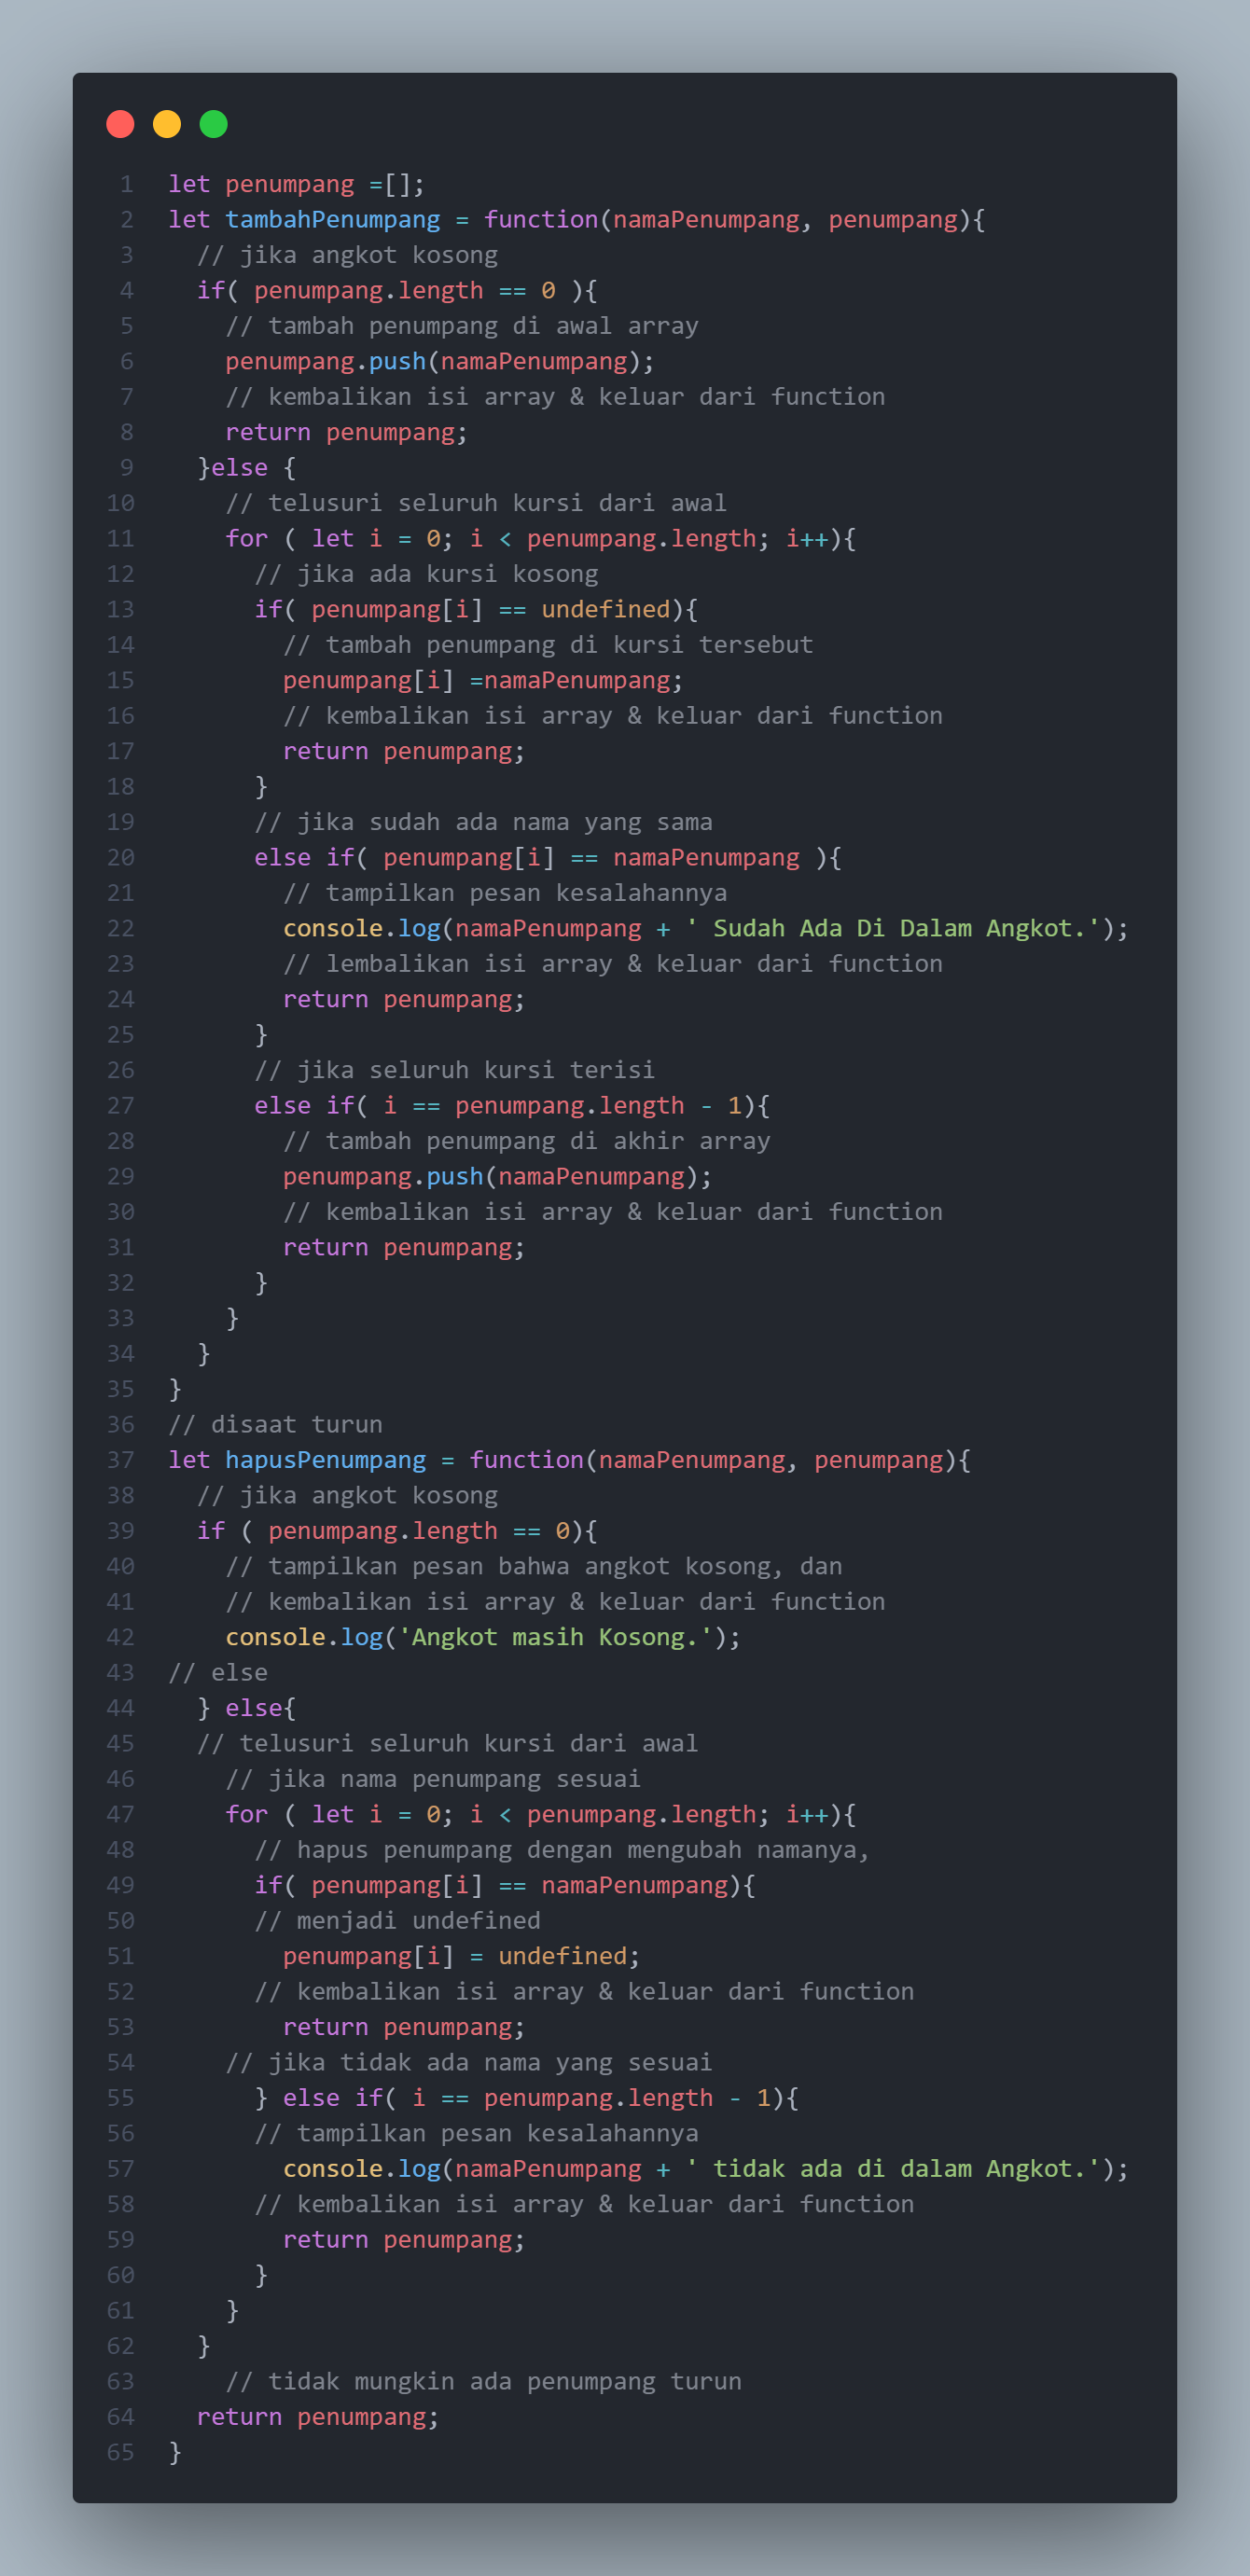 1 let penumpang =[];
2 let tambahPenumpang = function(namaPenumpang, penumpang){
3   // jika angkot kosong
4   if( penumpang.length == 0 ){
5     // tambah penumpang di awal array
6     penumpang.push(namaPenumpang);
7     // kembalikan isi array & keluar dari function
8     return penumpang;
9   }else {
10     // telusuri seluruh kursi dari awal
11     for ( let i = 0; i < penumpang.length; i++){
12       // jika ada kursi kosong
13       if( penumpang[i] == undefined){
14         // tambah penumpang di kursi tersebut
15         penumpang[i] =namaPenumpang;
16         // kembalikan isi array & keluar dari function
17         return penumpang;
18       }
19       // jika sudah ada nama yang sama
20       else if( penumpang[i] == namaPenumpang ){
21         // tampilkan pesan kesalahannya
22         console.log(namaPenumpang + ' Sudah Ada Di Dalam Angkot.');
23         // lembalikan isi array & keluar dari function
24         return penumpang;
25       }
26       // jika seluruh kursi terisi
27       else if( i == penumpang.length - 1){
28         // tambah penumpang di akhir array
29         penumpang.push(namaPenumpang);
30         // kembalikan isi array & keluar dari function
31         return penumpang;
32       }
33     }
34   }
35 }
36 // disaat turun
37 let hapusPenumpang = function(namaPenumpang, penumpang){
38   // jika angkot kosong
39   if ( penumpang.length == 0){
40     // tampilkan pesan bahwa angkot kosong, dan
41     // kembalikan isi array & keluar dari function
42     console.log('Angkot masih Kosong.');
43 // else
44   } else{
45   // telusuri seluruh kursi dari awal
46     // jika nama penumpang sesuai
47     for ( let i = 0; i < penumpang.length; i++){
48       // hapus penumpang dengan mengubah namanya,
49       if( penumpang[i] == namaPenumpang){
50       // menjadi undefined
51         penumpang[i] = undefined;
52       // kembalikan isi array & keluar dari function
53         return penumpang;
54     // jika tidak ada nama yang sesuai
55       } else if( i == penumpang.length - 1){
56       // tampilkan pesan kesalahannya
57         console.log(namaPenumpang + ' tidak ada di dalam Angkot.');
58       // kembalikan isi array & keluar dari function
59         return penumpang;
60       }
61     }
62   }
63     // tidak mungkin ada penumpang turun
64   return penumpang;
65 }